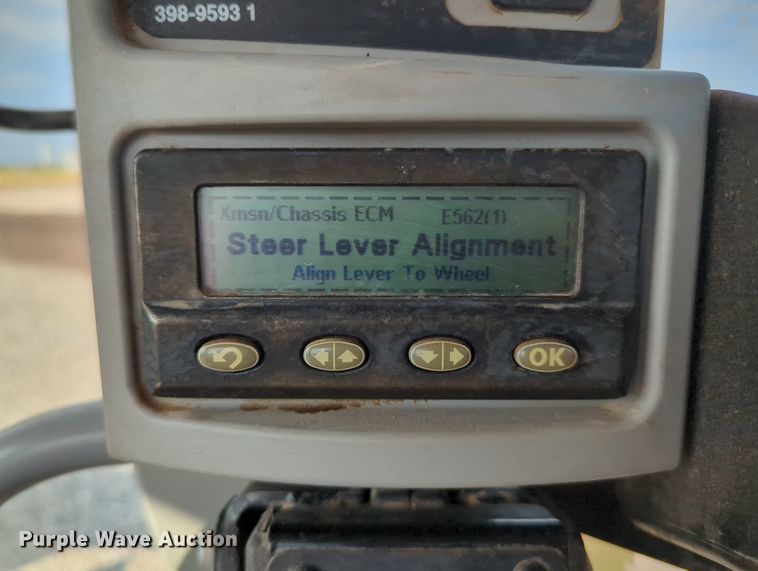 398-9593 1
Xmsn/Chassis ECM E562(1)
Steer Lever Alignment
Align Lever To Wheel
OK
Purple Wave Auction